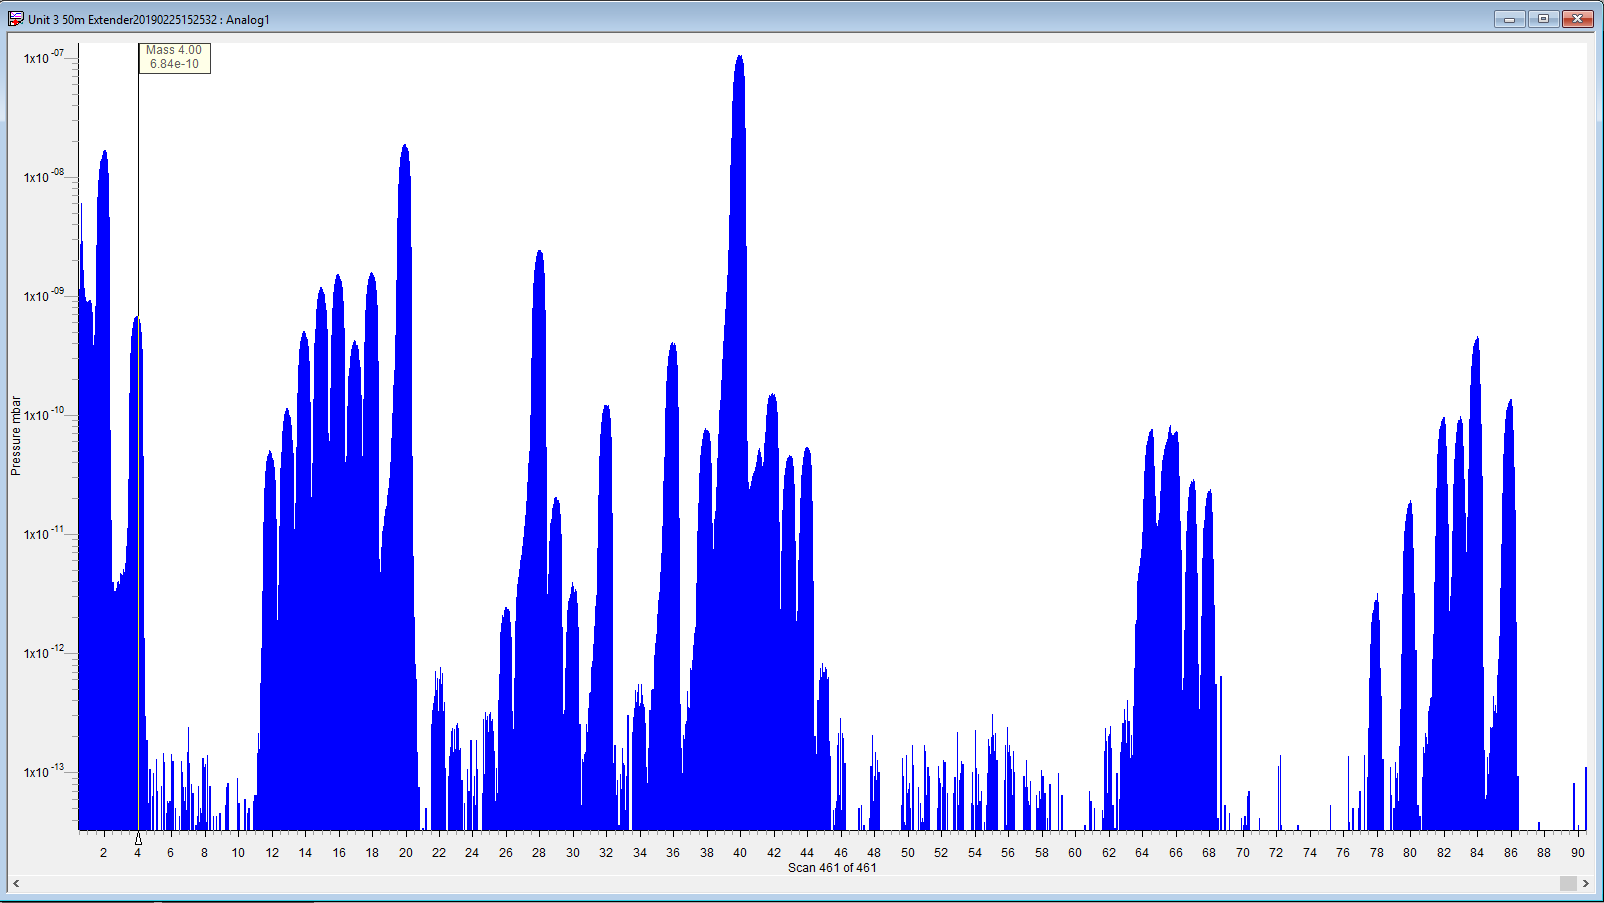 Unit 3 50m Extender20190225152532 : Analog1
Mass 4.00
6.84e-10
1x10 -07
1x10 -08
1x10 -09
1x10 -10
1x10 -11
1x10 -12
1x10 -13
Pressure mbar
2 4 6 8 10 12 14 16 18 20 22 24 26 28 30 32 34 36 38 40 42 44 46 48 50 52 54 56 58 60 62 64 66 68 70 72 74 76 78 80 82 84 86 88 90
Scan 461 of 461